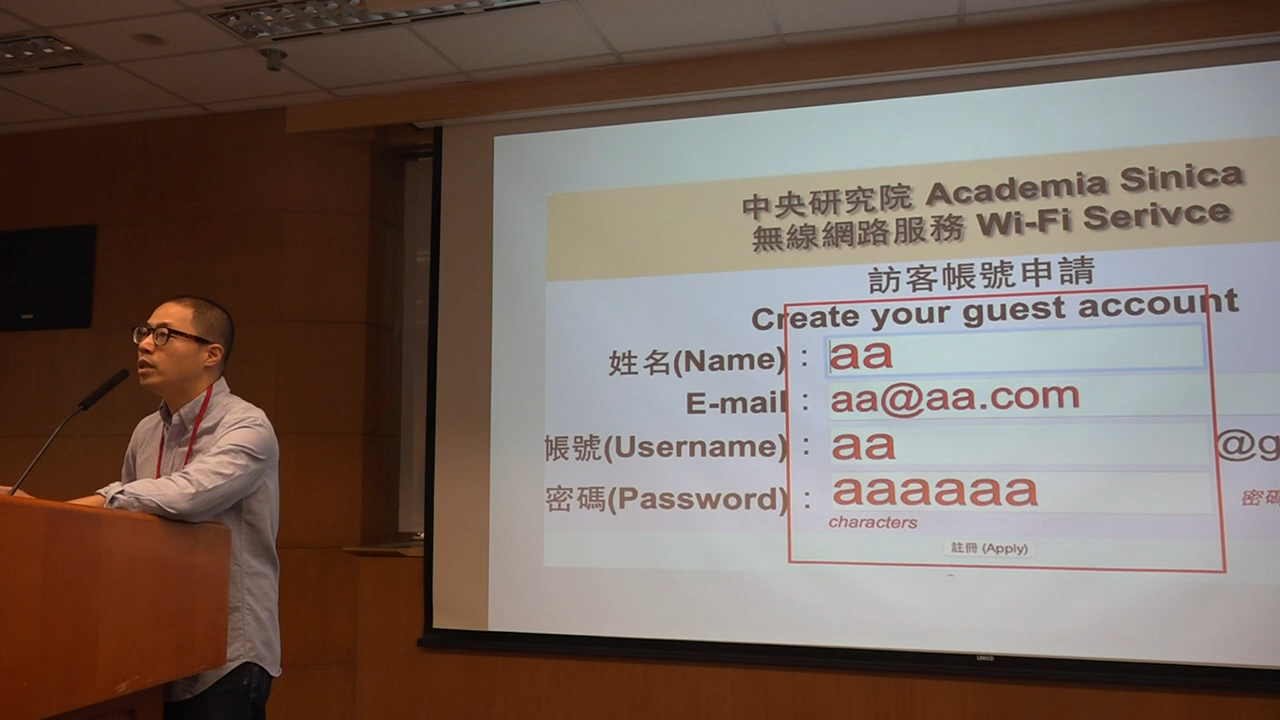 中央研究院 Academia Sinica
無線網路服務 Wi-Fi Serivce
訪客帳號申請
Create your guest account
姓名(Name) : aa
E-mail : aa@aa.com
帳號(Username) : aa @g
密碼(Password) : aaaaaa 密碼
characters
註冊 (Apply)